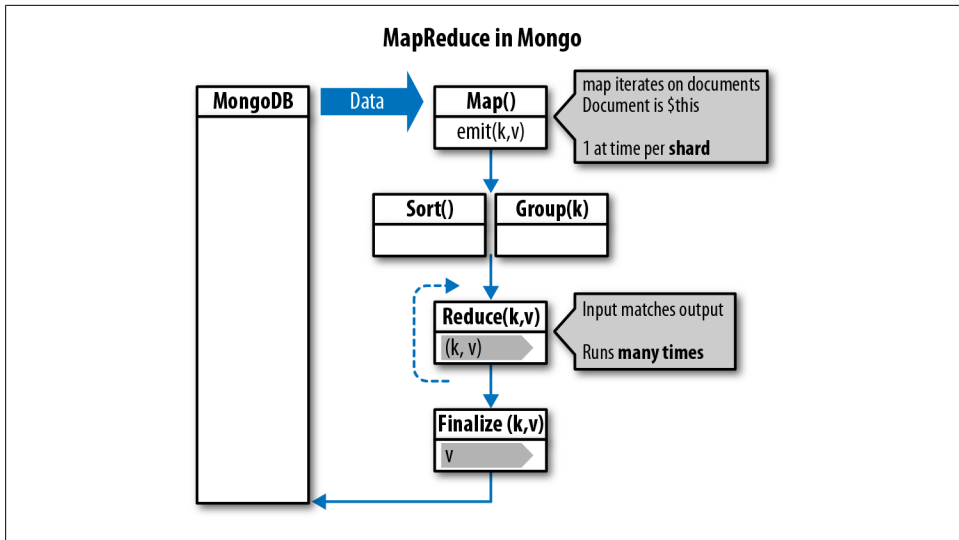 MapReduce in Mongo
MongoDB
Data
Map()
emit(k,v)
map iterates on documents
Document is $this
1 at time per shard
Sort()
Group(k)
Reduce(k,v)
(k, v)
Input matches output
Runs many times
Finalize (k,v)
v